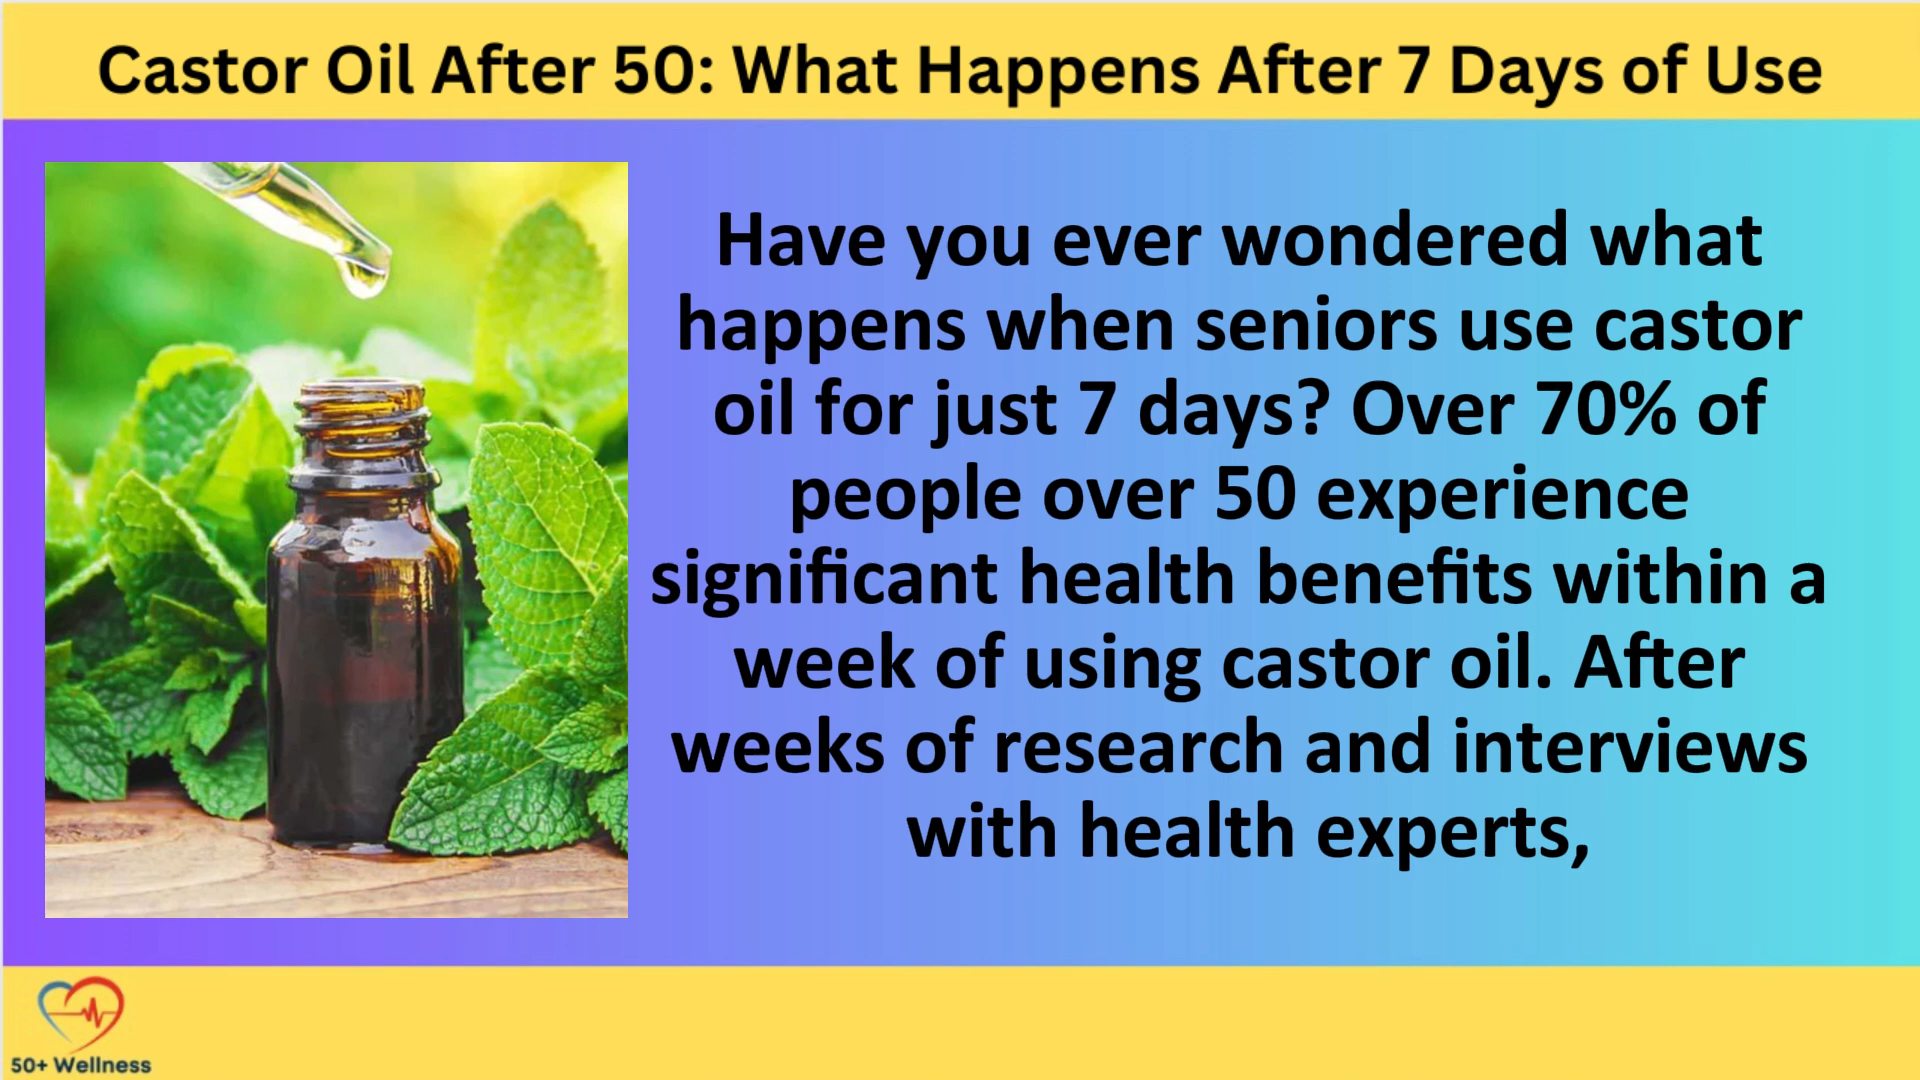 Castor Oil After 50: What Happens After 7 Days of Use
Have you ever wondered what
happens when seniors use castor
oil for just 7 days? Over 70% of
people over 50 experience
significant health benefits within a
week of using castor oil. After
weeks of research and interviews
with health experts,
50+ Wellness